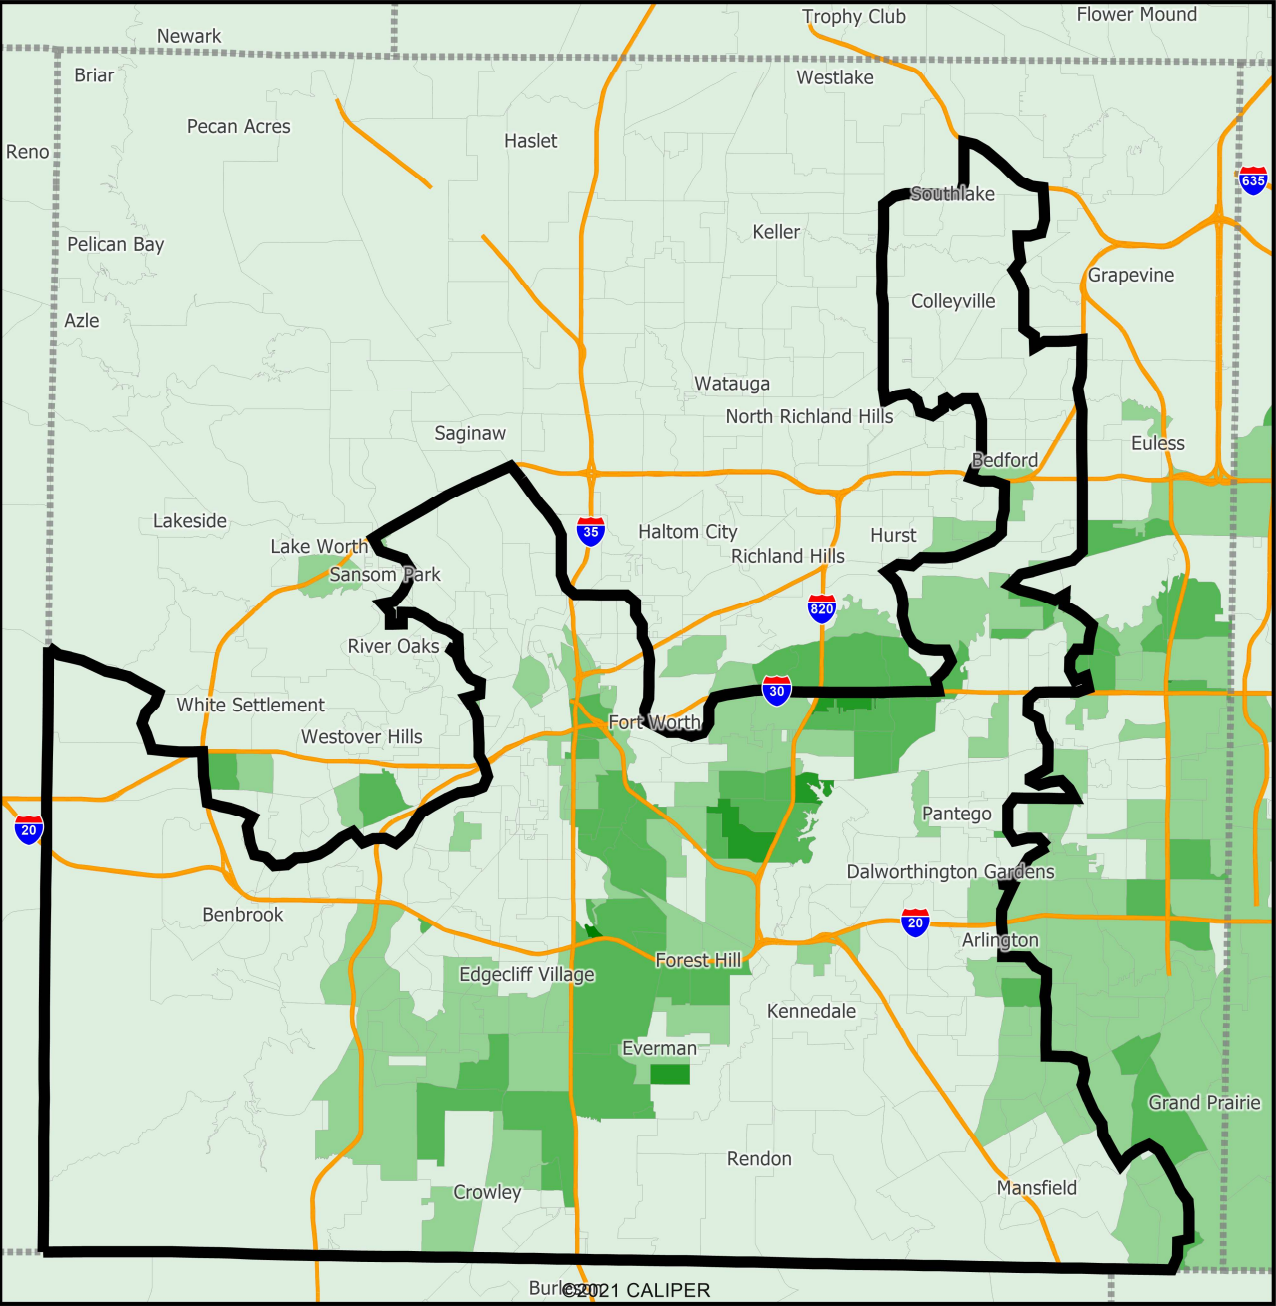 Trophy Club
Flower Mound
Newark
Briar
Westlake
Pecan Acres
Haslet
Reno
635
Southlake
Keller
Pelican Bay
Grapevine
Colleyville
Azle
Watauga
North Richland Hills
Saginaw
Euless
Bedford
Lakeside
35
Haltom City
Hurst
Lake Worth
Richland Hills
Sansom Park
820
River Oaks
30
White Settlement
Fort Worth
Westover Hills
Pantego
20
Dalworthington Gardens
Benbrook
20
Arlington
Forest Hill
Edgecliff Village
Kennedale
Everman
Grand Prairie
Rendon
Mansfield
Crowley
Burleson
©2021 CALIPER